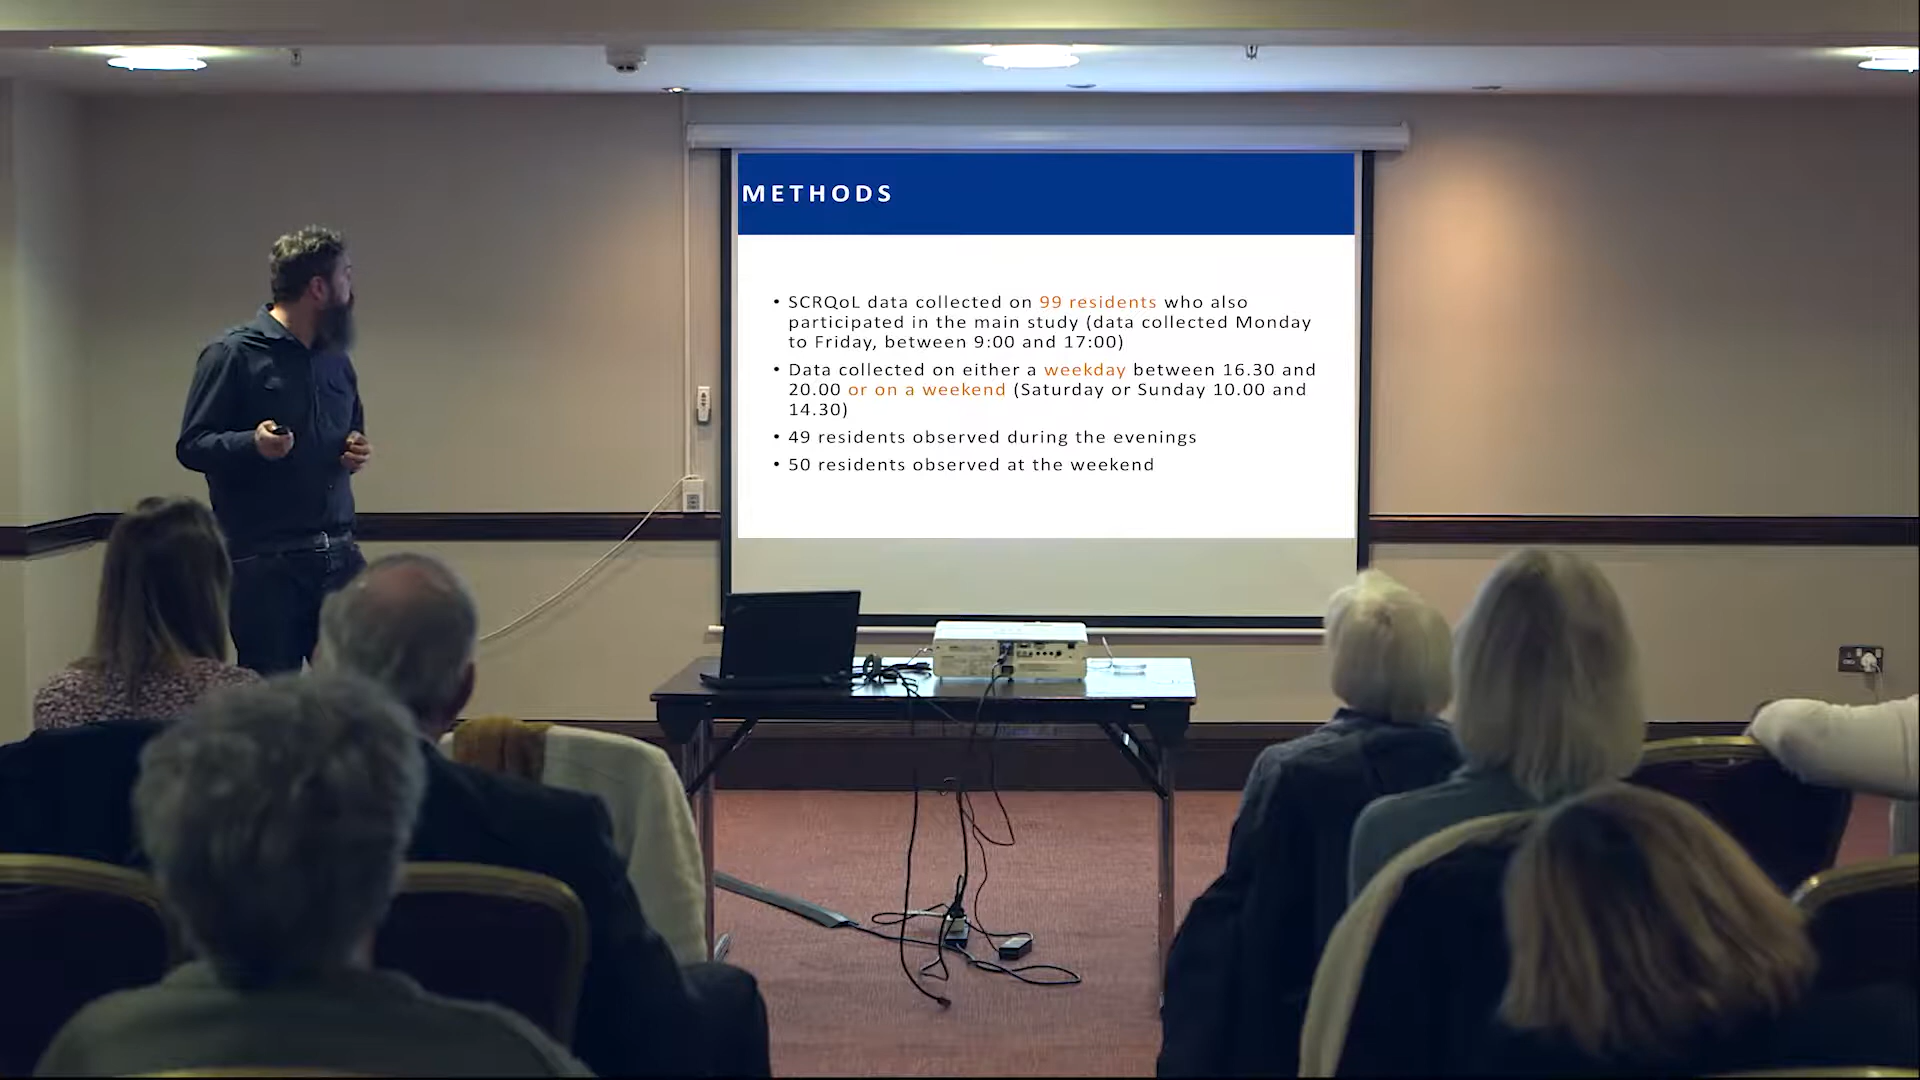 METHODS
• SCRQoL data collected on 99 residents who also
participated in the main study (data collected Monday
to Friday, between 9:00 and 17:00)
• Data collected on either a weekday between 16.30 and
20.00 or on a weekend (Saturday or Sunday 10.00 and
14.30)
• 49 residents observed during the evenings
• 50 residents observed at the weekend